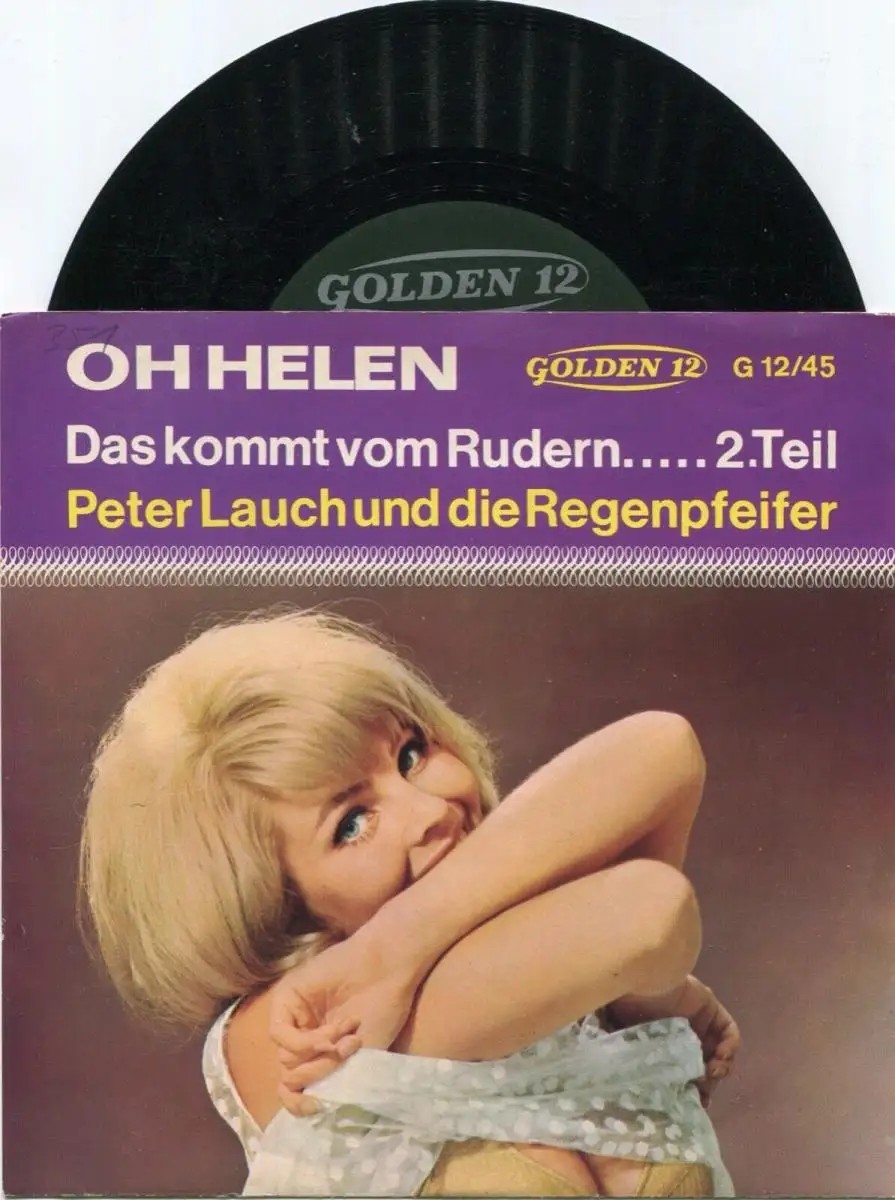 GOLDEN 12
OH HELEN GOLDEN 12 G 12/45
Das kommt vom Rudern..... 2.Teil
Peter Lauch und die Regenpfeifer